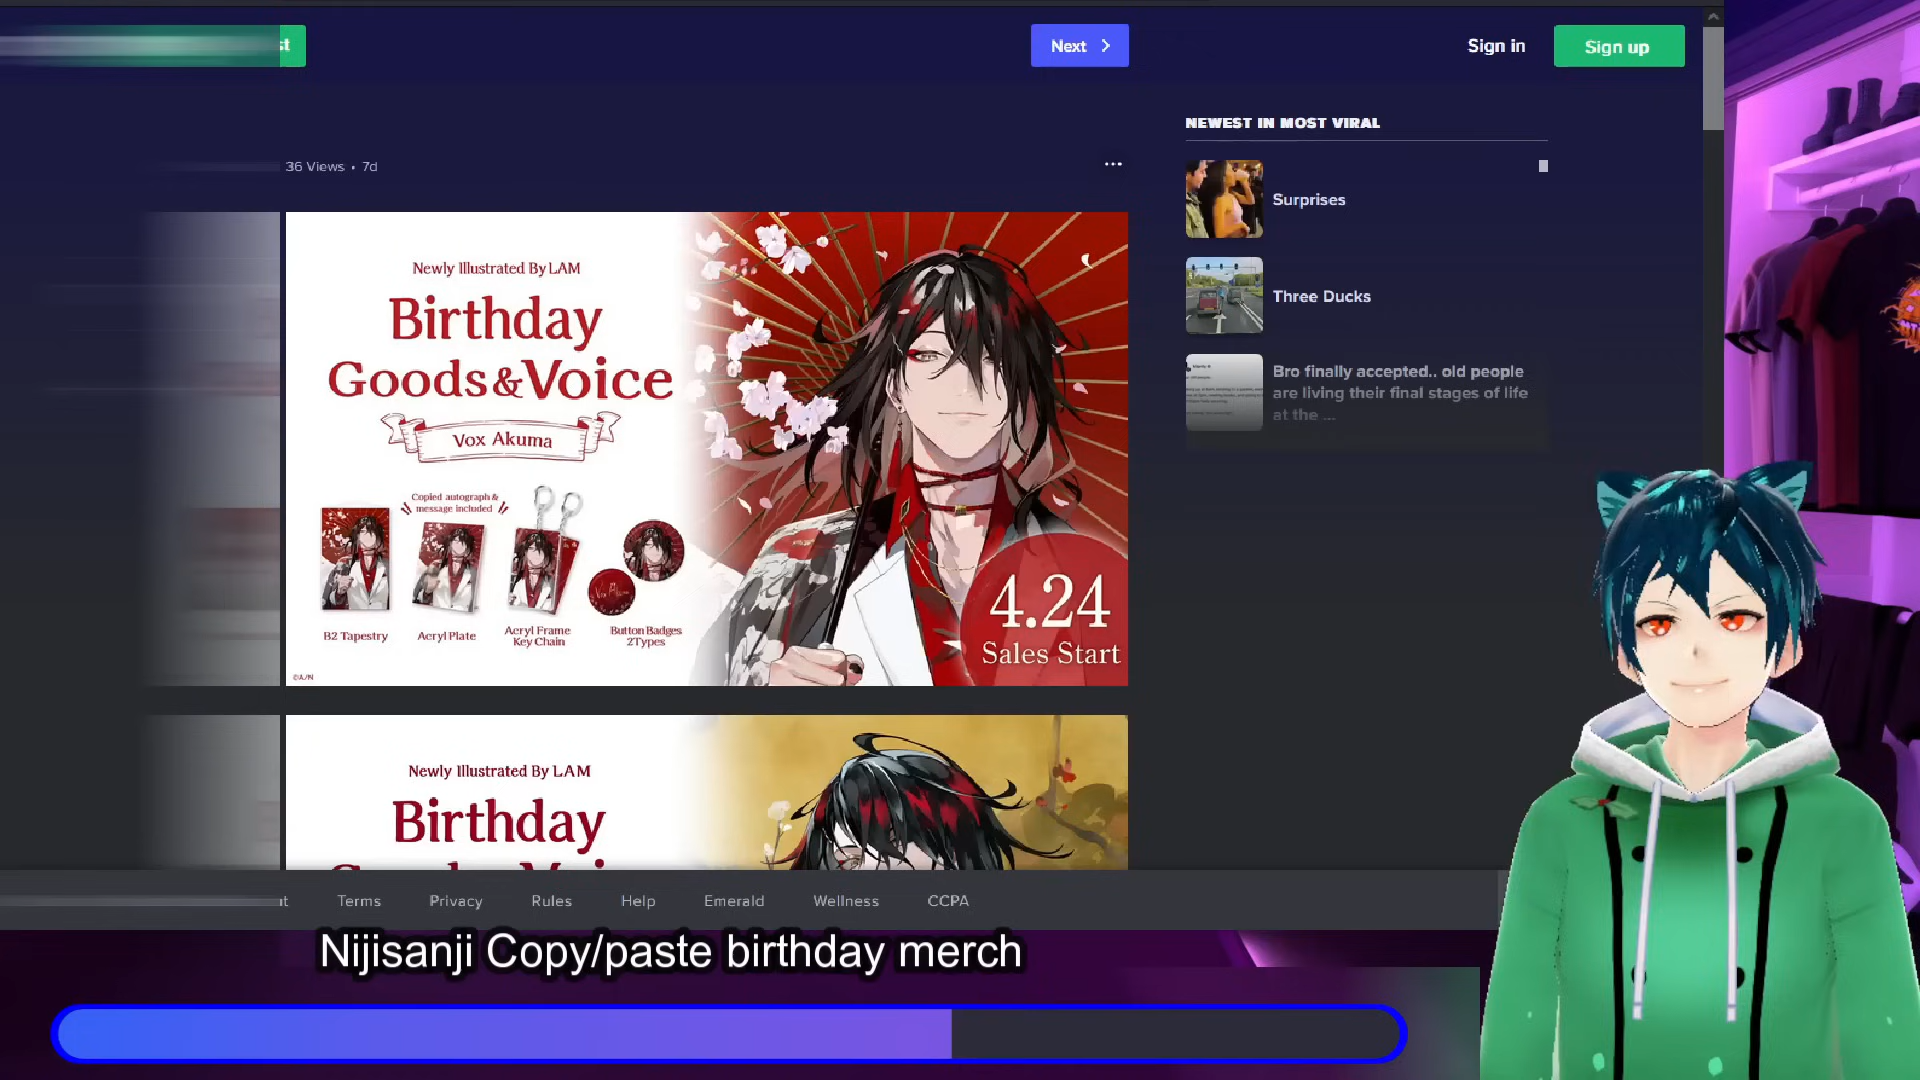 st
Next
Sign in
Sign up
36 Views • 7d
...
NEWEST IN MOST VIRAL
Surprises
Three Ducks
Bro finally accepted.. old people
are living their final stages of life
at the ...
Newly Illustrated By LAM
Birthday
Goods&Voice
Vox Akuma
Copied autograph &
message included
B2 Tapestry
Acryl Plate
Acryl Frame
Key Chain
Button Badges
2Types
4.24
Sales Start
©A/N
Newly Illustrated By LAM
Birthday
Terms
Privacy
Rules
Help
Emerald
Wellness
CCPA
Nijisanji Copy/paste birthday merch